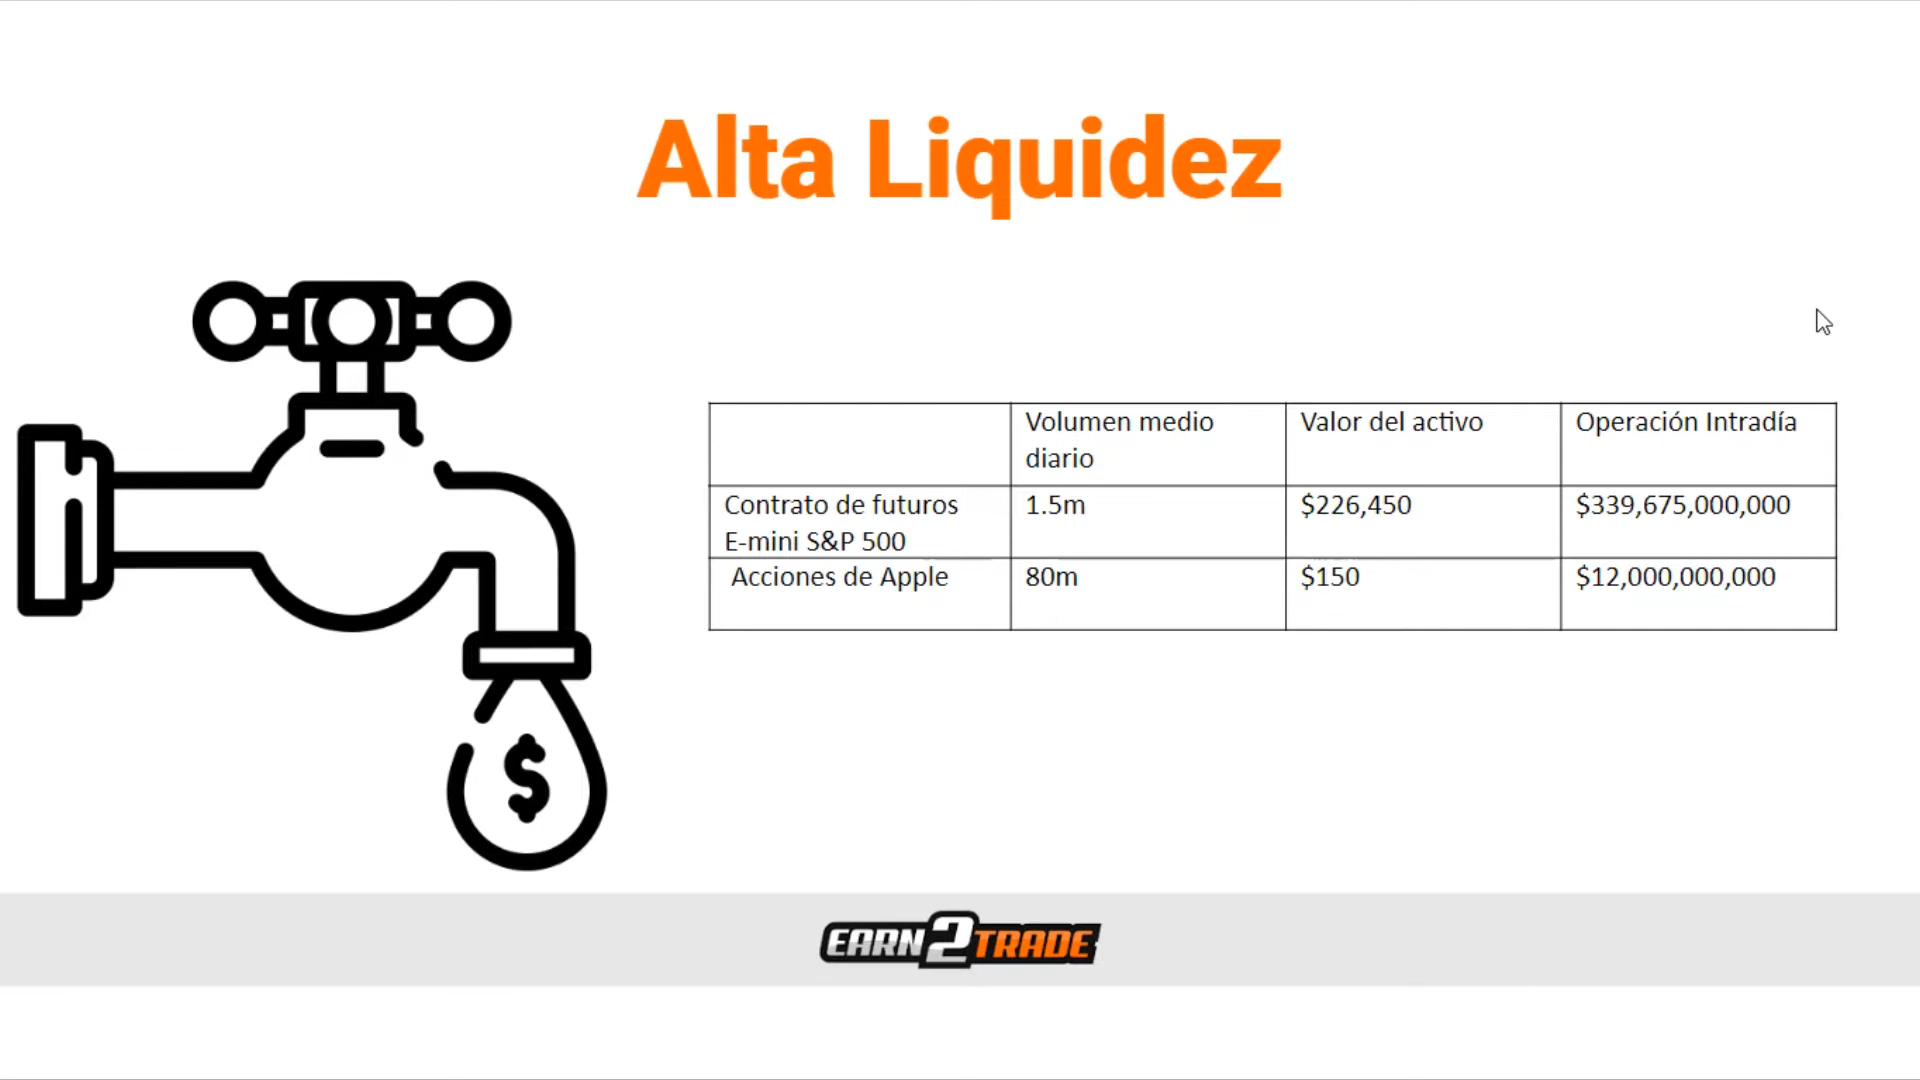 Alta Liquidez
Volumen medio
diario
Valor del activo
Operación Intradía
Contrato de futuros
E-mini S&P 500
1.5m
$226,450
$339,675,000,000
Acciones de Apple
80m
$150
$12,000,000,000
$
EARN2TRADE